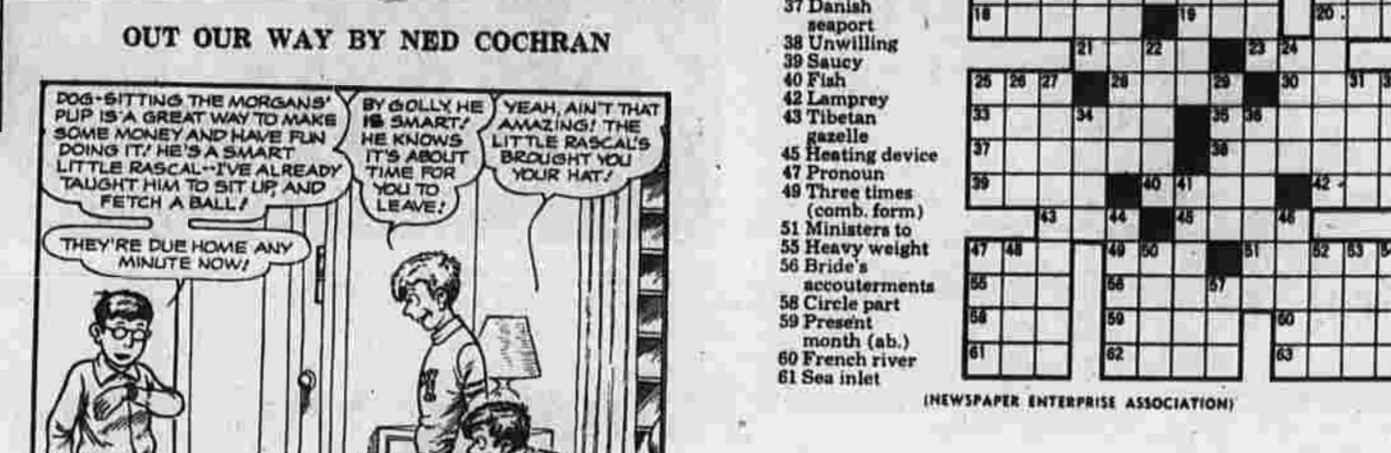 OUT OUR WAY BY NED COCHRAN
DOG-SITTING THE MORGANS'
PUP IS A GREAT WAY TO MAKE
SOME MONEY AND HAVE FUN
DOING IT! HE'S A SMART
LITTLE RASCAL--I'VE ALREADY
TAUGHT HIM TO SIT UP, AND
FETCH A BALL!
THEY'RE DUE HOME ANY
MINUTE NOW!
BY GOLLY, HE
IS SMART!
HE KNOWS
IT'S ABOUT
TIME FOR
YOU TO
LEAVE!
YEAH, AIN'T THAT
AMAZING! THE
LITTLE RASCAL'S
BROUGHT YOU
YOUR HAT!
37 Danish
seaport
38 Unwilling
39 Saucy
40 Fish
42 Lamprey
43 Tibetan
gazelle
45 Heating device
47 Pronoun
49 Three times
(comb. form)
51 Ministers to
55 Heavy weight
56 Bride's
accouterments
58 Circle part
59 Present
month (ab.)
60 French river
61 Sea inlet
18 19 20
21 22 23 24
25 26 27 28 29 30 31
33 34 35 36
37 38
39 40 41 42
43 44 45 46
47 48 49 50 51 52 53
55 56 57
58 59 60
61 62 63
(NEWSPAPER ENTERPRISE ASSOCIATION)